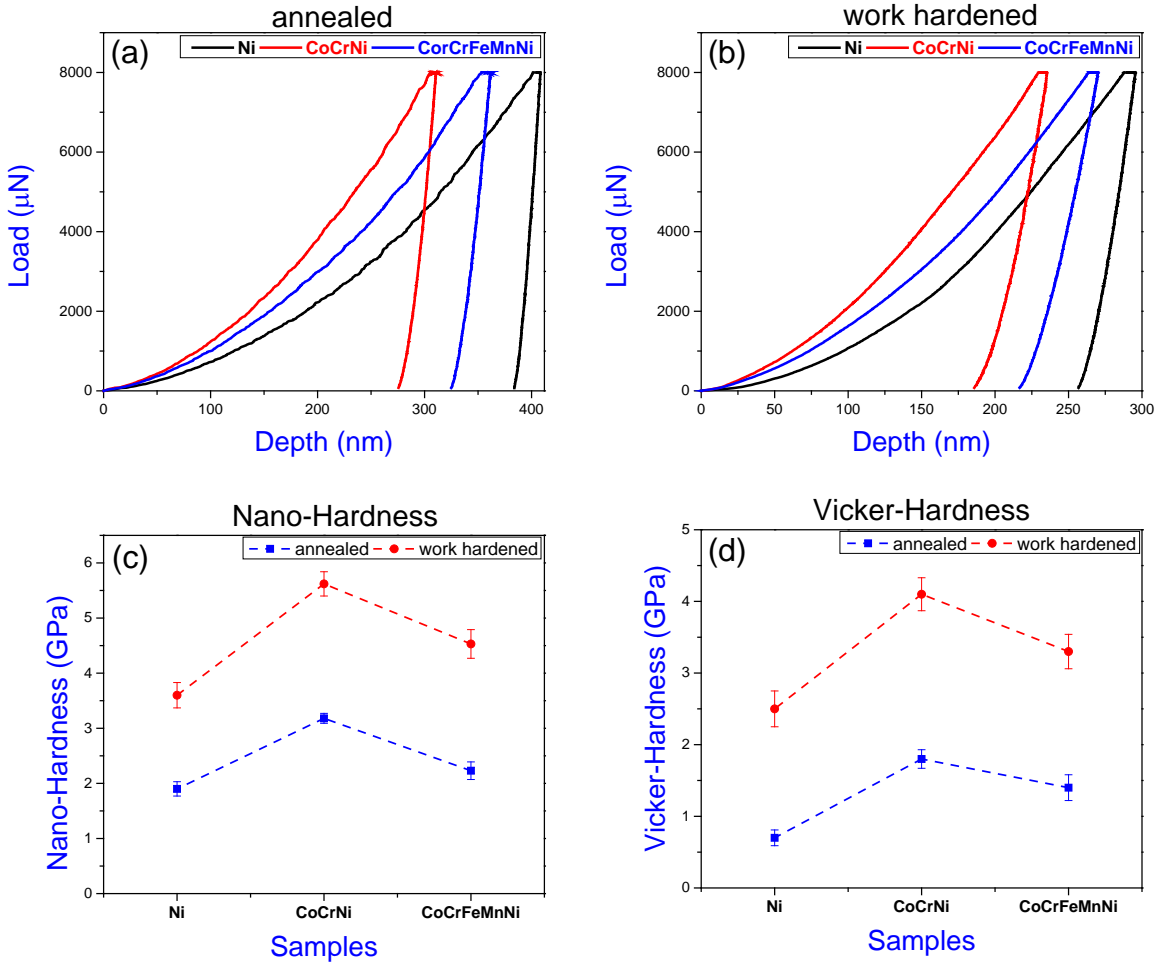 annealed
(a)
Ni CoCrNi CorCrFeMnNi
8000
6000
4000
2000
0
Load (μN)
0 100 200 300 400
Depth (nm)
work hardened
(b)
Ni CoCrNi CoCrFeMnNi
8000
6000
4000
2000
0
Load (μN)
0 50 100 150 200 250 300
Depth (nm)
Nano-Hardness
(c)
annealed work hardened
6
5
4
3
2
1
0
Nano-Hardness (GPa)
Ni CoCrNi CoCrFeMnNi
Samples
Vicker-Hardness
(d)
annealed work hardened
5
4
3
2
1
0
Vicker-Hardness (GPa)
Ni CoCrNi CoCrFeMnNi
Samples